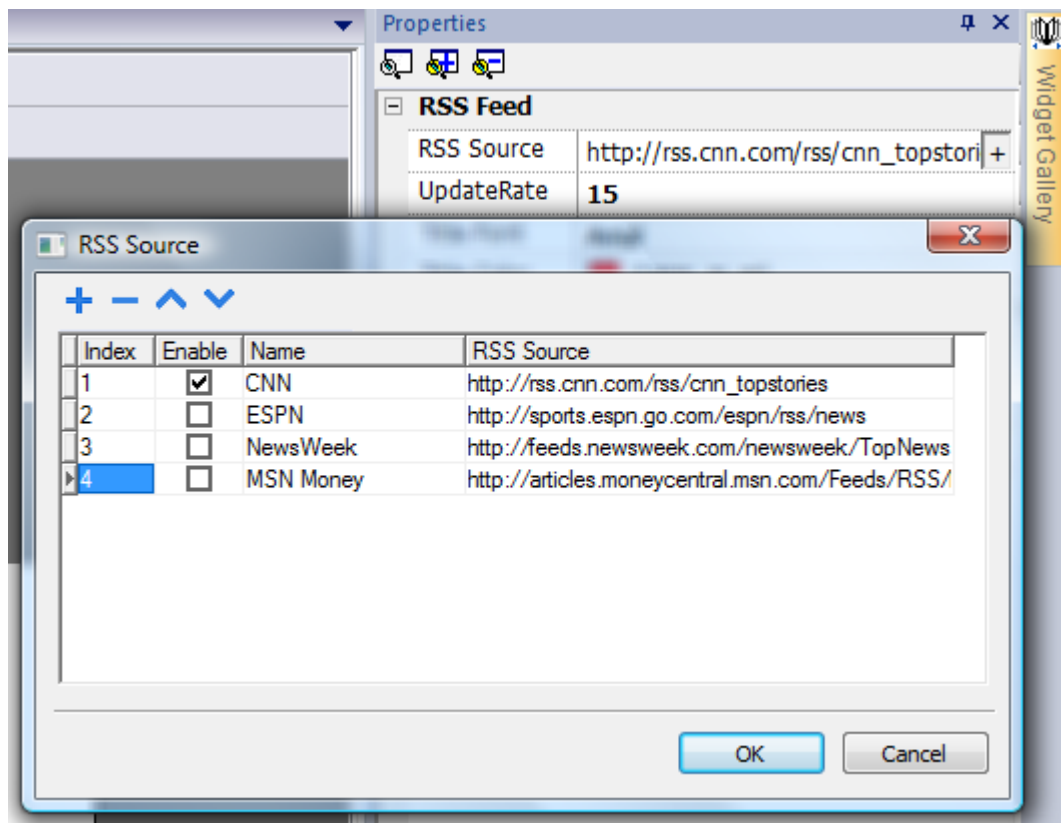 Properties
RSS Feed
RSS Source http://rss.cnn.com/rss/cnn_topstori +
UpdateRate 15
Widget Gallery
RSS Source
Index Enable Name RSS Source
1 CNN http://rss.cnn.com/rss/cnn_topstories
2 ESPN http://sports.espn.go.com/espn/rss/news
3 NewsWeek http://feeds.newsweek.com/newsweek/TopNews
4 MSN Money http://articles.moneycentral.msn.com/Feeds/RSS/
OK Cancel